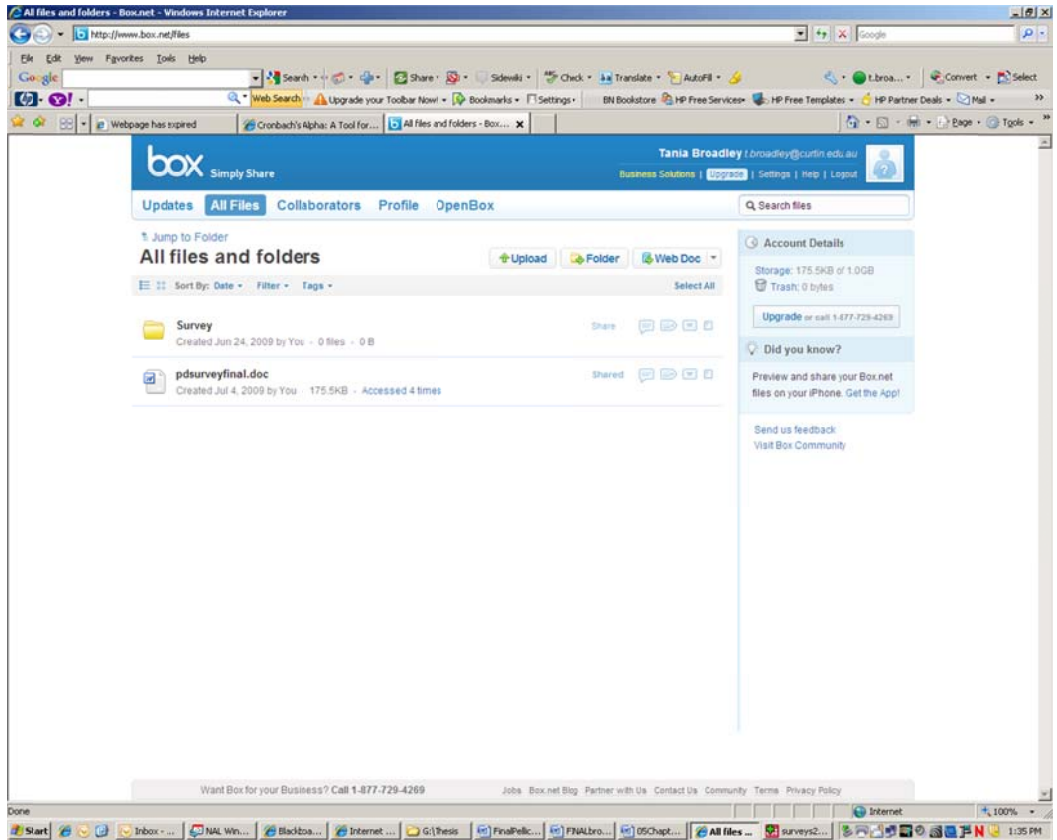 All files and folders - Box.net - Windows Internet Explorer
http://www.box.net/files
Google
File Edit View Favorites Tools Help
Google Search Share Sidewiki Check Translate AutoFill t.broa... Convert Select
Web Search Upgrade your Toolbar Now! Bookmarks Settings BN Bookstore HP Free Services HP Free Templates HP Partner Deals Mail
Webpage has expired Cronbach's Alpha: A Tool for... All files and folders - Box... Page Tools
box Simply Share
Tania Broadley t.broadley@curtin.edu.au
Business Solutions | Upgrade | Settings | Help | Logout
Updates All Files Collaborators Profile OpenBox
Search files
Jump to Folder
All files and folders
Upload Folder Web Doc
Sort By: Date Filter Tags Select All
Survey Share
Created Jun 24, 2009 by You - 0 files - 0 B
pdsurveyfinal.doc Shared
Created Jul 4, 2009 by You - 175.5KB - Accessed 4 times
Account Details
Storage: 175.5KB of 1.0GB
Trash: 0 bytes
Upgrade or call 1-877-729-4269
Did you know?
Preview and share your Box.net
files on your iPhone. Get the App!
Send us feedback
Visit Box Community
Want Box for your Business? Call 1-877-729-4269 Jobs Box.net Blog Partner with Us Contact Us Community Terms Privacy Policy
Done Internet 100%
Start Inbox - ... NAL Win... Blackboa... Internet ... G:\Thesis FinalPelic... FINALbro... 05Chapt... All files ... surveys2... 1:35 PM